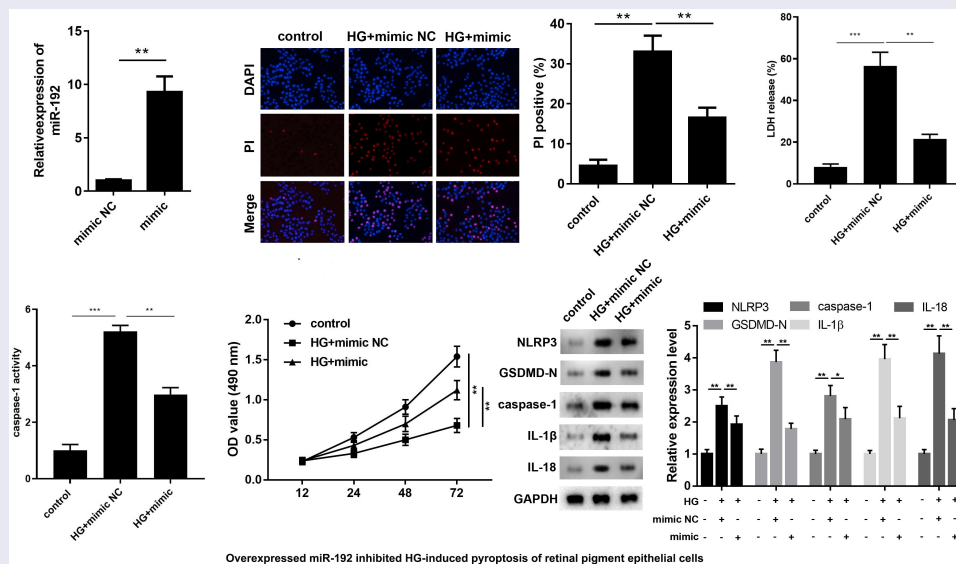 Relativeexpression of
miR-192
15
10
5
0
**
mimic NC
mimic
control
HG+mimic NC
HG+mimic
DAPI
PI
Merge
PI positive (%)
40
30
20
10
0
**
**
control
HG+mimic NC
HG+mimic
LDH release (%)
80
60
40
20
0
***
**
control
HG+mimic NC
HG+mimic
caspase-1 activity
6
4
2
0
***
**
control
HG+mimic NC
HG+mimic
OD value (490 nm)
2.0
1.5
1.0
0.5
0.0
12
24
48
72
control
HG+mimic NC
HG+mimic
**
**
control
HG+mimic NC
HG+mimic
NLRP3
GSDMD-N
caspase-1
IL-1β
IL-18
GAPDH
NLRP3
caspase-1
IL-18
GSDMD-N
IL-1β
Relative expression level
5
4
3
2
1
0
** **
** **
** *
** **
** **
HG - + + - + + - + + - + + - + +
mimic NC - + - - + - - + - - + - - + -
mimic - - + - - + - - + - - + - - +
Overexpressed miR-192 inhibited HG-induced pyroptosis of retinal pigment epithelial cells